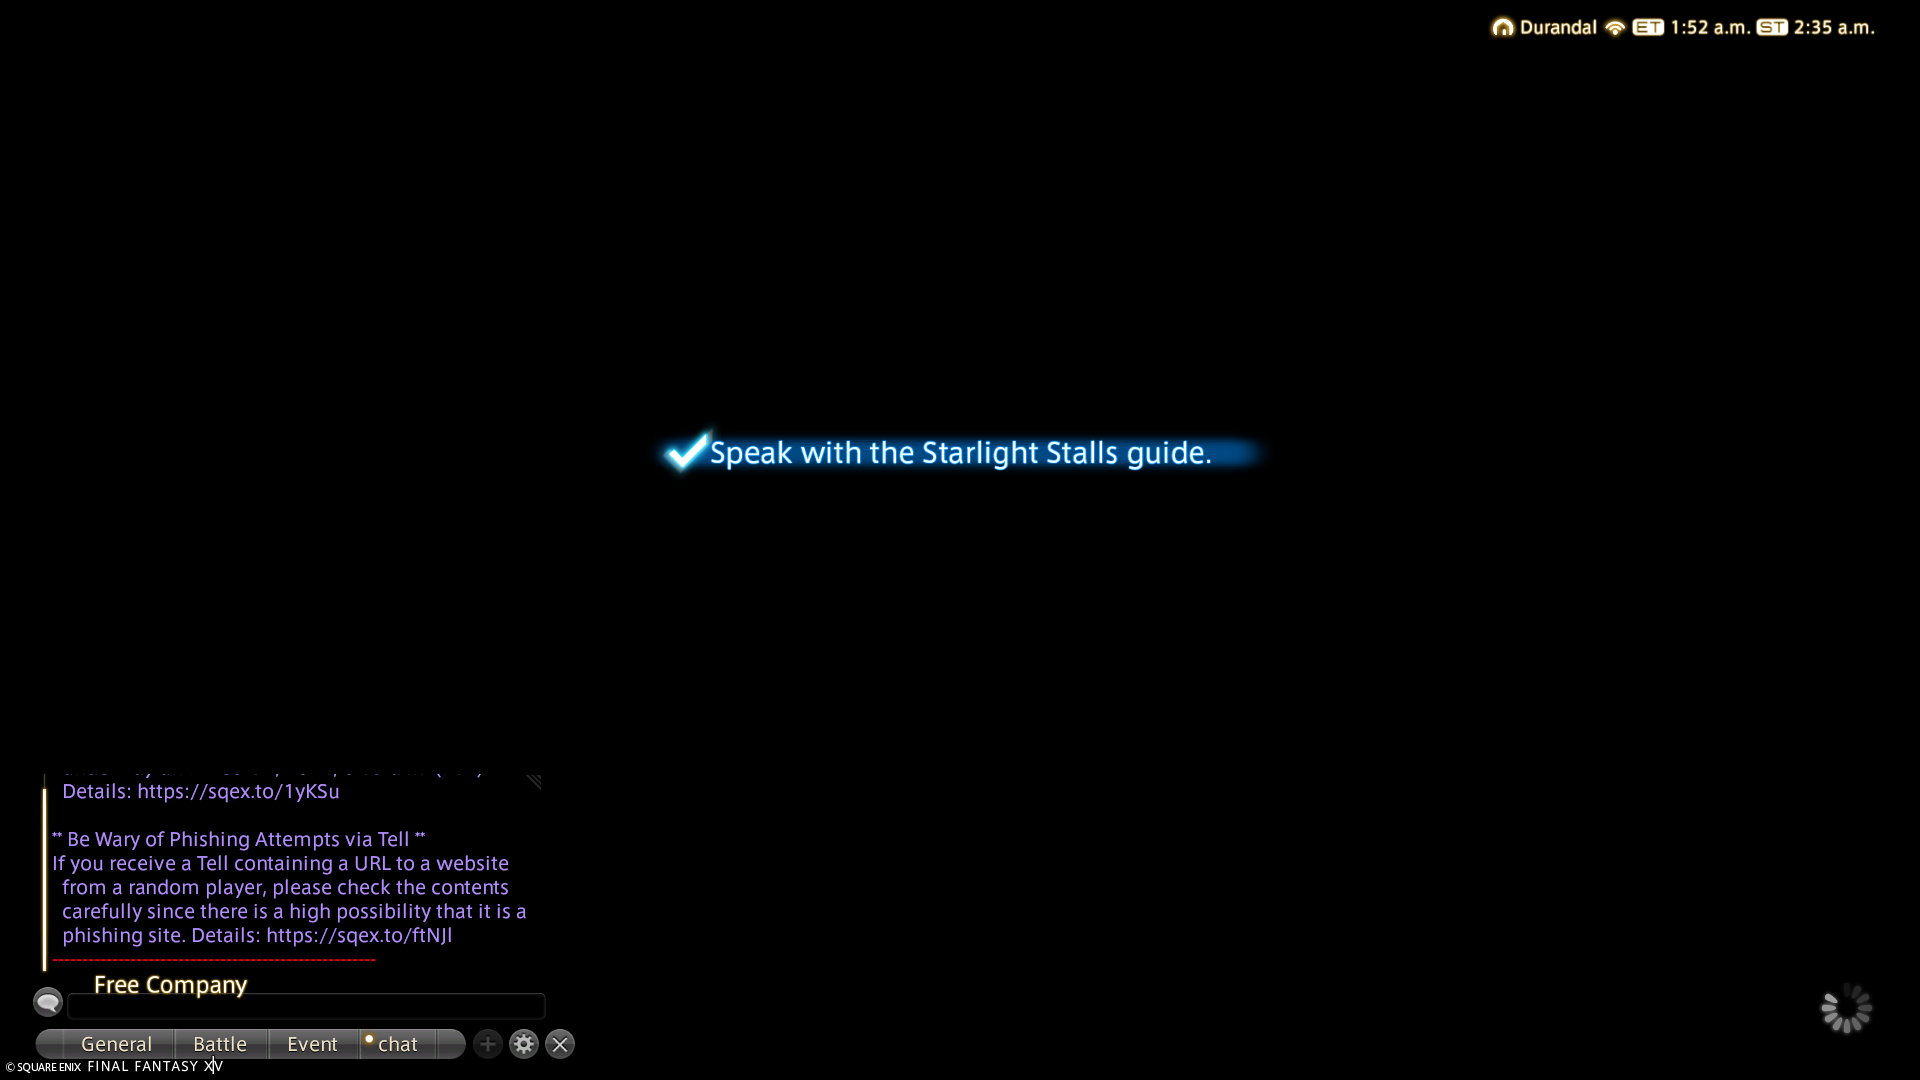 Durandal ET 1:52 a.m. ST 2:35 a.m.
Speak with the Starlight Stalls guide.
Details: https://sqex.to/1yKSu
** Be Wary of Phishing Attempts via Tell **
If you receive a Tell containing a URL to a website
from a random player, please check the contents
carefully since there is a high possibility that it is a
phishing site. Details: https://sqex.to/ftNJl
--------------------------------------------------------
Free Company
General Battle Event chat
© SQUARE ENIX FINAL FANTASY XIV